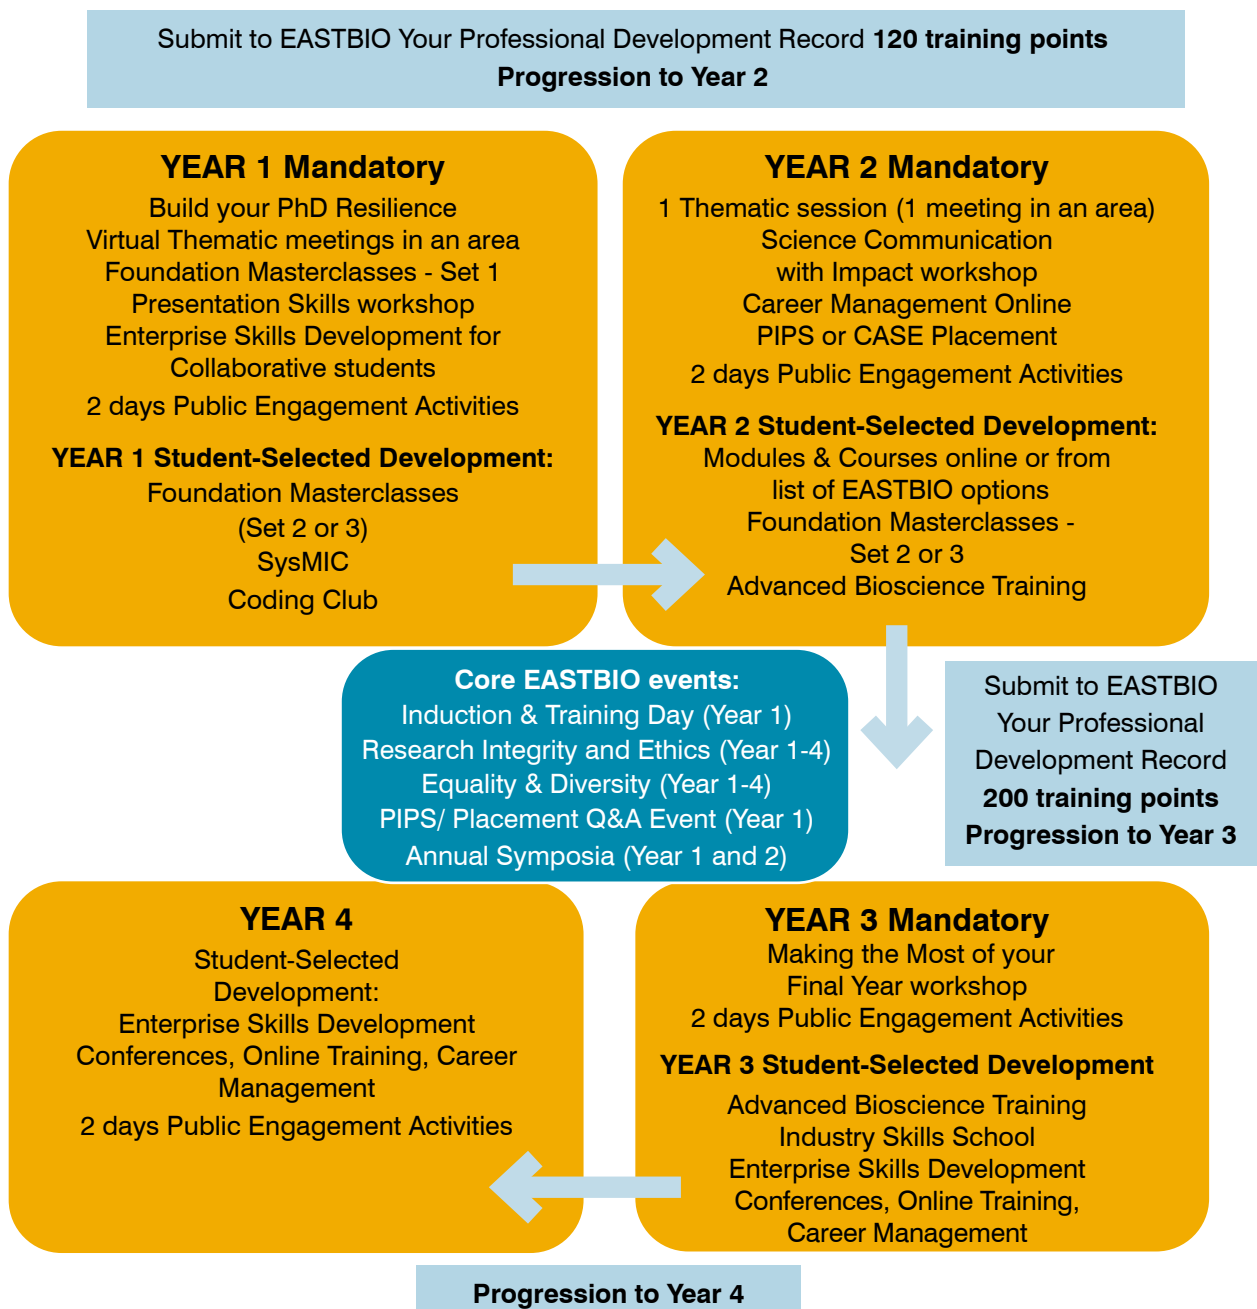 Submit to EASTBIO Your Professional Development Record 120 training points
Progression to Year 2
YEAR 1 Mandatory
Build your PhD Resilience
Virtual Thematic meetings in an area
Foundation Masterclasses - Set 1
Presentation Skills workshop
Enterprise Skills Development for
Collaborative students
2 days Public Engagement Activities
YEAR 1 Student-Selected Development:
Foundation Masterclasses
(Set 2 or 3)
SysMIC
Coding Club
YEAR 2 Mandatory
1 Thematic session (1 meeting in an area)
Science Communication
with Impact workshop
Career Management Online
PIPS or CASE Placement
2 days Public Engagement Activities
YEAR 2 Student-Selected Development:
Modules & Courses online or from
list of EASTBIO options
Foundation Masterclasses -
Set 2 or 3
Advanced Bioscience Training
Core EASTBIO events:
Induction & Training Day (Year 1)
Research Integrity and Ethics (Year 1-4)
Equality & Diversity (Year 1-4)
PIPS/ Placement Q&A Event (Year 1)
Annual Symposia (Year 1 and 2)
Submit to EASTBIO
Your Professional
Development Record
200 training points
Progression to Year 3
YEAR 3 Mandatory
Making the Most of your
Final Year workshop
2 days Public Engagement Activities
YEAR 3 Student-Selected Development
Advanced Bioscience Training
Industry Skills School
Enterprise Skills Development
Conferences, Online Training,
Career Management
YEAR 4
Student-Selected
Development:
Enterprise Skills Development
Conferences, Online Training, Career
Management
2 days Public Engagement Activities
Progression to Year 4